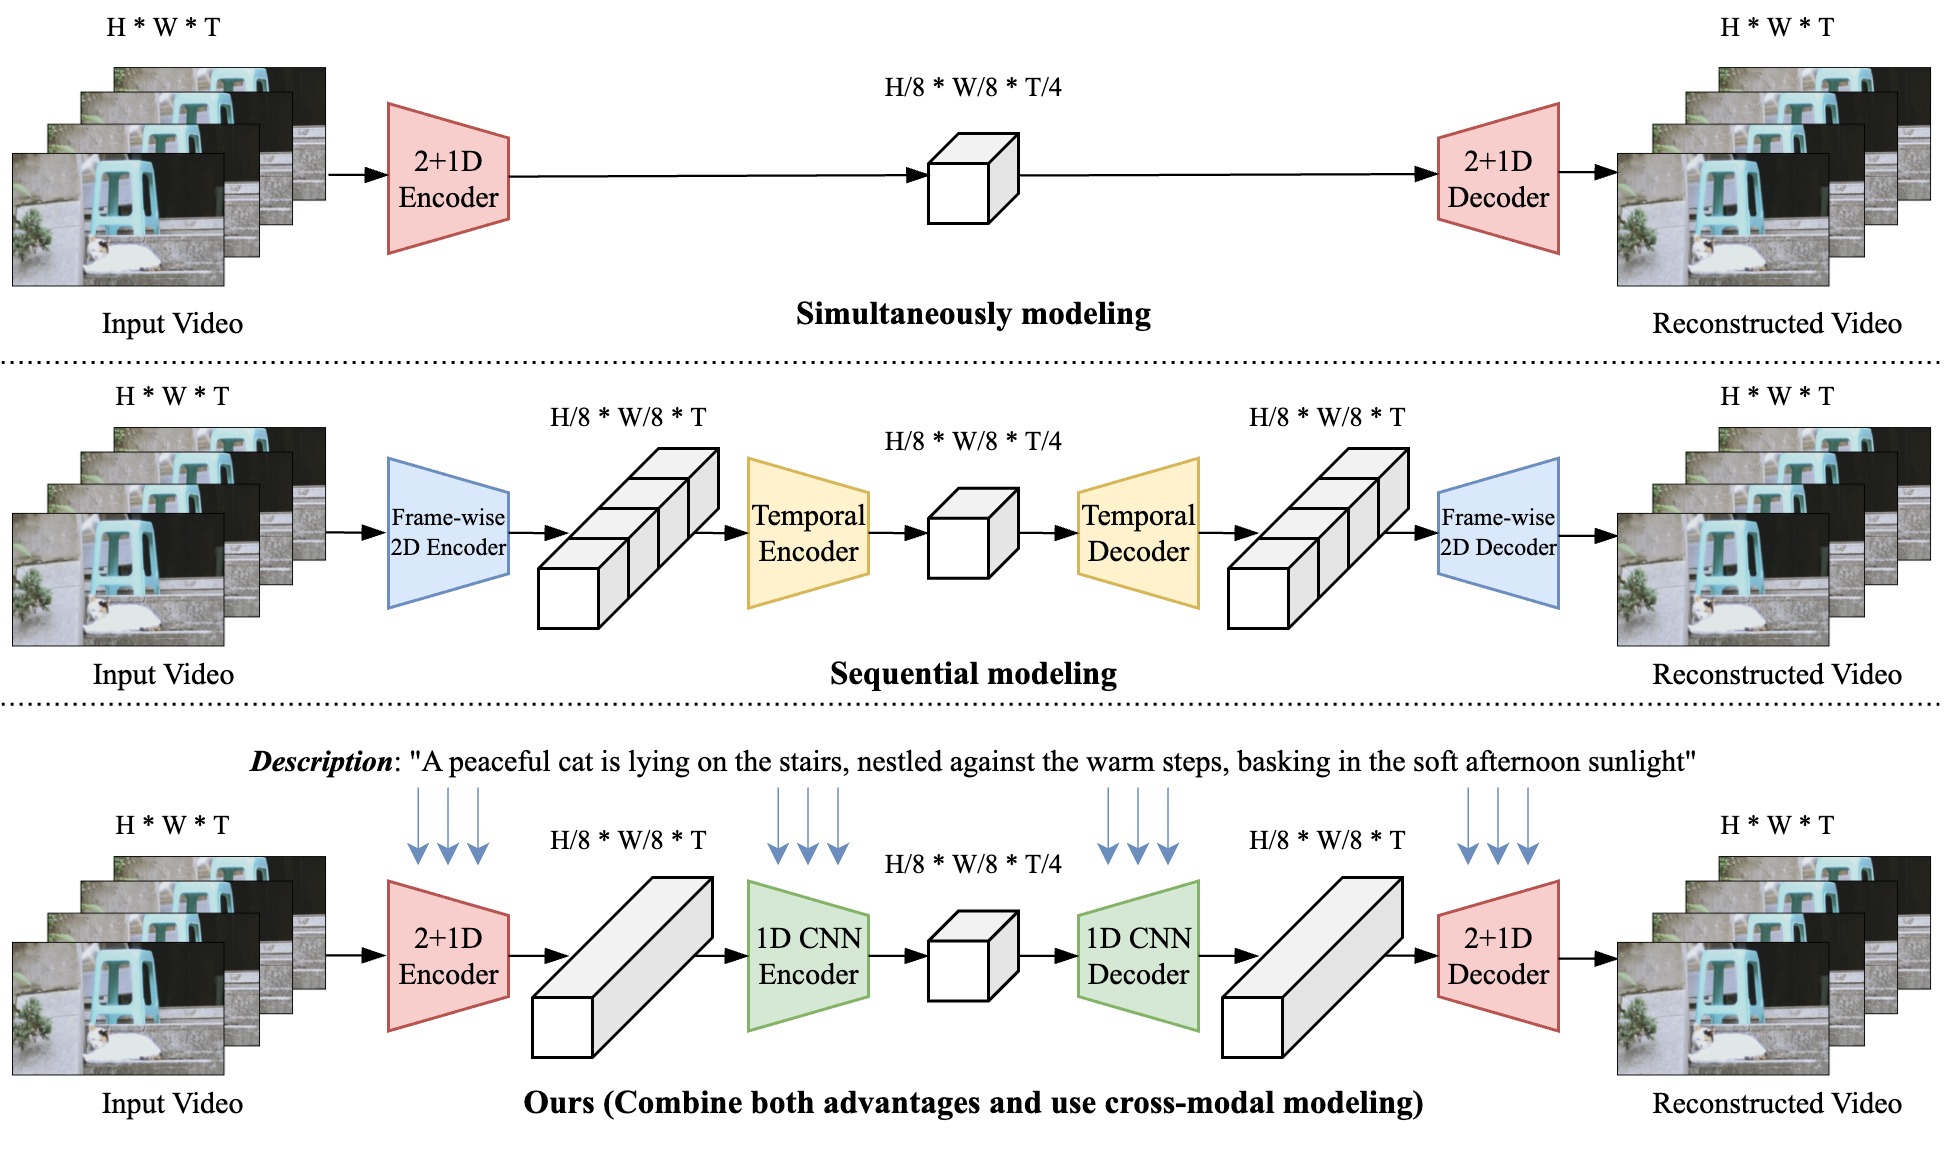 H * W * T
H/8 * W/8 * T/4
H * W * T
2+1D
Encoder
2+1D
Decoder
Input Video
Simultaneously modeling
Reconstructed Video
H * W * T
H/8 * W/8 * T
H/8 * W/8 * T/4
H/8 * W/8 * T
H * W * T
Frame-wise
2D Encoder
Temporal
Encoder
Temporal
Decoder
Frame-wise
2D Decoder
Input Video
Sequential modeling
Reconstructed Video
Description: "A peaceful cat is lying on the stairs, nestled against the warm steps, basking in the soft afternoon sunlight"
H * W * T
H/8 * W/8 * T
H/8 * W/8 * T/4
H/8 * W/8 * T
H * W * T
2+1D
Encoder
1D CNN
Encoder
1D CNN
Decoder
2+1D
Decoder
Input Video
Ours (Combine both advantages and use cross-modal modeling)
Reconstructed Video